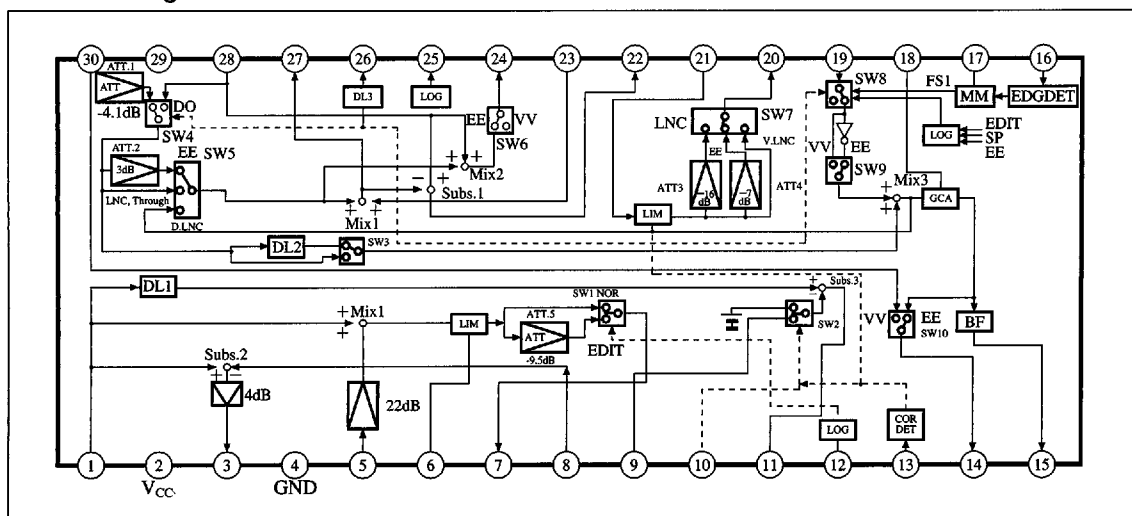 30 29 28 27 26 25 24 23 22 21 20 19 18 17 16
ATT.1
ATT
-4.1dB
DO
SW4
DL3
LOG
EE
VV
SW6
LNC
SW7
V.LNC
EE
SW8
FS1
MM
EDGDET
LOG
EDIT
SP
EE
VV
EE
SW9
ATT.2
3dB
EE
SW5
LNC, Through
D.LNC
Mix2
Subs.1
Mix1
ATT3
-16
dB
-7
dB
ATT4
LIM
Mix3
GCA
DL2
SW3
DL1
Mix1
LIM
ATT.5
ATT
-9.5dB
SW1 NOR
EDIT
SW2
Subs.3
VV
EE
SW10
BF
Subs.2
4dB
22dB
LOG
COR
DET
1 2 3 4 5 6 7 8 9 10 11 12 13 14 15
VCC
GND